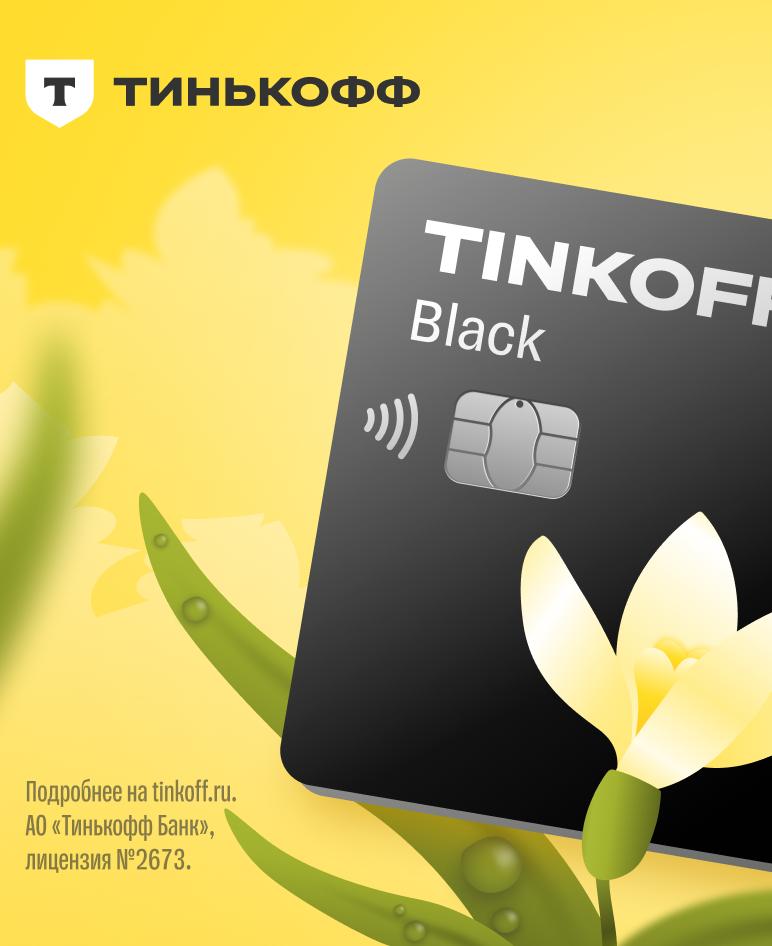 Т ТИНЬКОФФ
TINKOFF
Black
Подробнее на tinkoff.ru.
АО «Тинькофф Банк»,
лицензия №2673.